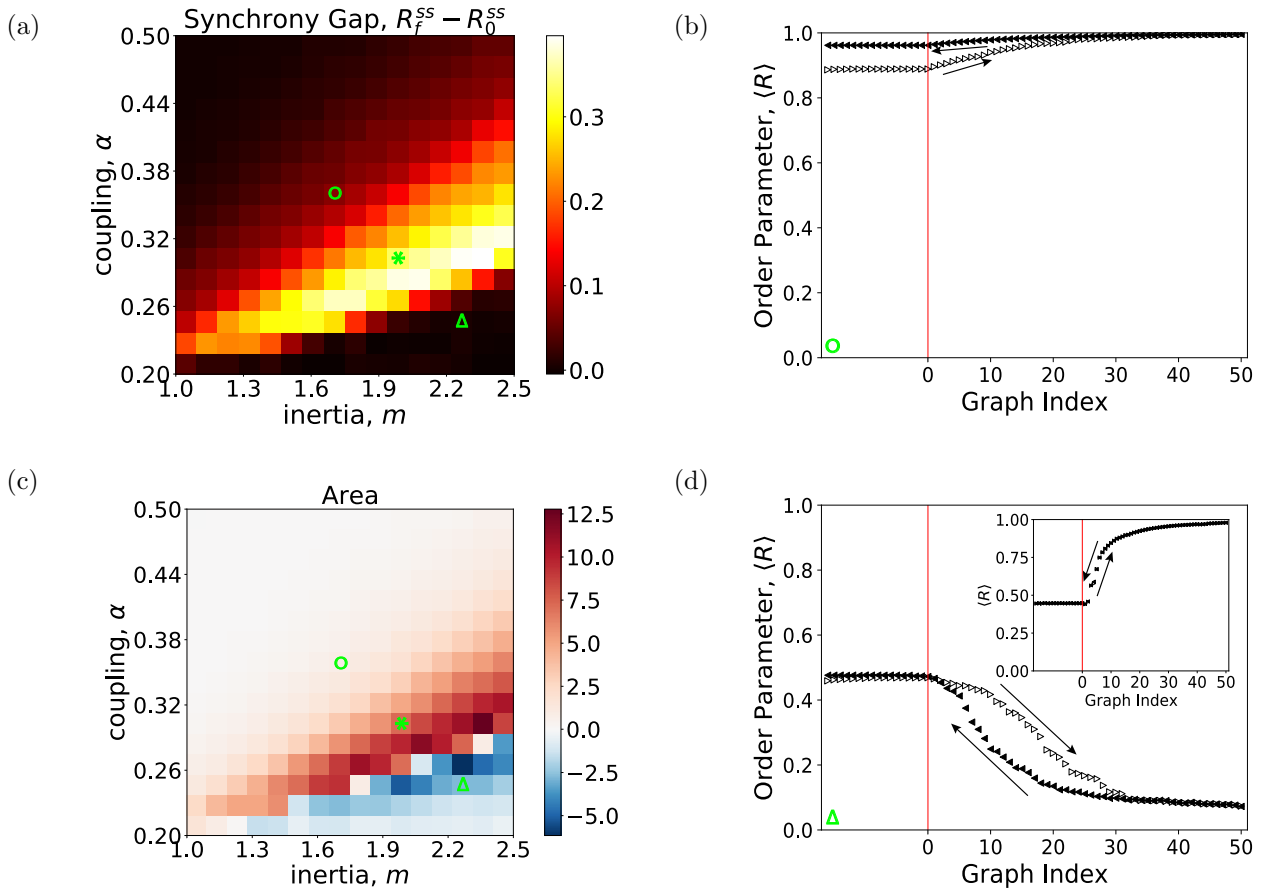 (a)
Synchrony Gap, $R_f^{ss} - R_0^{ss}$
0.50
0.44
0.38
0.32
0.26
0.20
coupling, α
1.0 1.3 1.6 1.9 2.2 2.5
inertia, m
0.3
0.2
0.1
0.0
(b)
1.0
0.8
0.6
0.4
0.2
0.0
Order Parameter, ⟨R⟩
0 10 20 30 40 50
Graph Index
(c)
Area
0.50
0.44
0.38
0.32
0.26
0.20
coupling, α
1.0 1.3 1.6 1.9 2.2 2.5
inertia, m
12.5
10.0
7.5
5.0
2.5
0.0
−2.5
−5.0
(d)
1.0
0.8
0.6
0.4
0.2
0.0
Order Parameter, ⟨R⟩
0 10 20 30 40 50
Graph Index
1.00
0.75
0.50
0.25
0.00
⟨R⟩
0 10 20 30 40 50
Graph Index